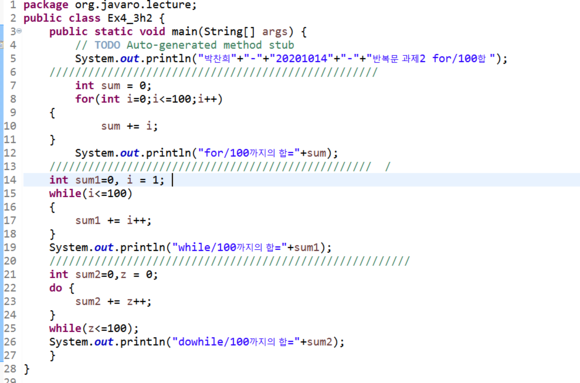 1 package org.javaro.lecture;
2 public class Ex4_3h2 {
3 public static void main(String[] args) {
4 // TODO Auto-generated method stub
5 System.out.println("박찬희"+"-"+"20201014"+"-"+"반복문 과제2 for/100합 ");
6 //////////////////////////////////////////////////////
7 int sum = 0;
8 for(int i=0;i<=100;i++)
9 {
10 sum += i;
11 }
12 System.out.println("for/100까지의 합="+sum);
13 ///////////////////////////////////////////////////// /
14 int sum1=0, i = 1;
15 while(i<=100)
16 {
17 sum1 += i++;
18 }
19 System.out.println("while/100까지의 합="+sum1);
20 ///////////////////////////////////////////////////////////
21 int sum2=0,z = 0;
22 do {
23 sum2 += z++;
24 }
25 while(z<=100);
26 System.out.println("dowhile/100까지의 합="+sum2);
27 }
28 }
29